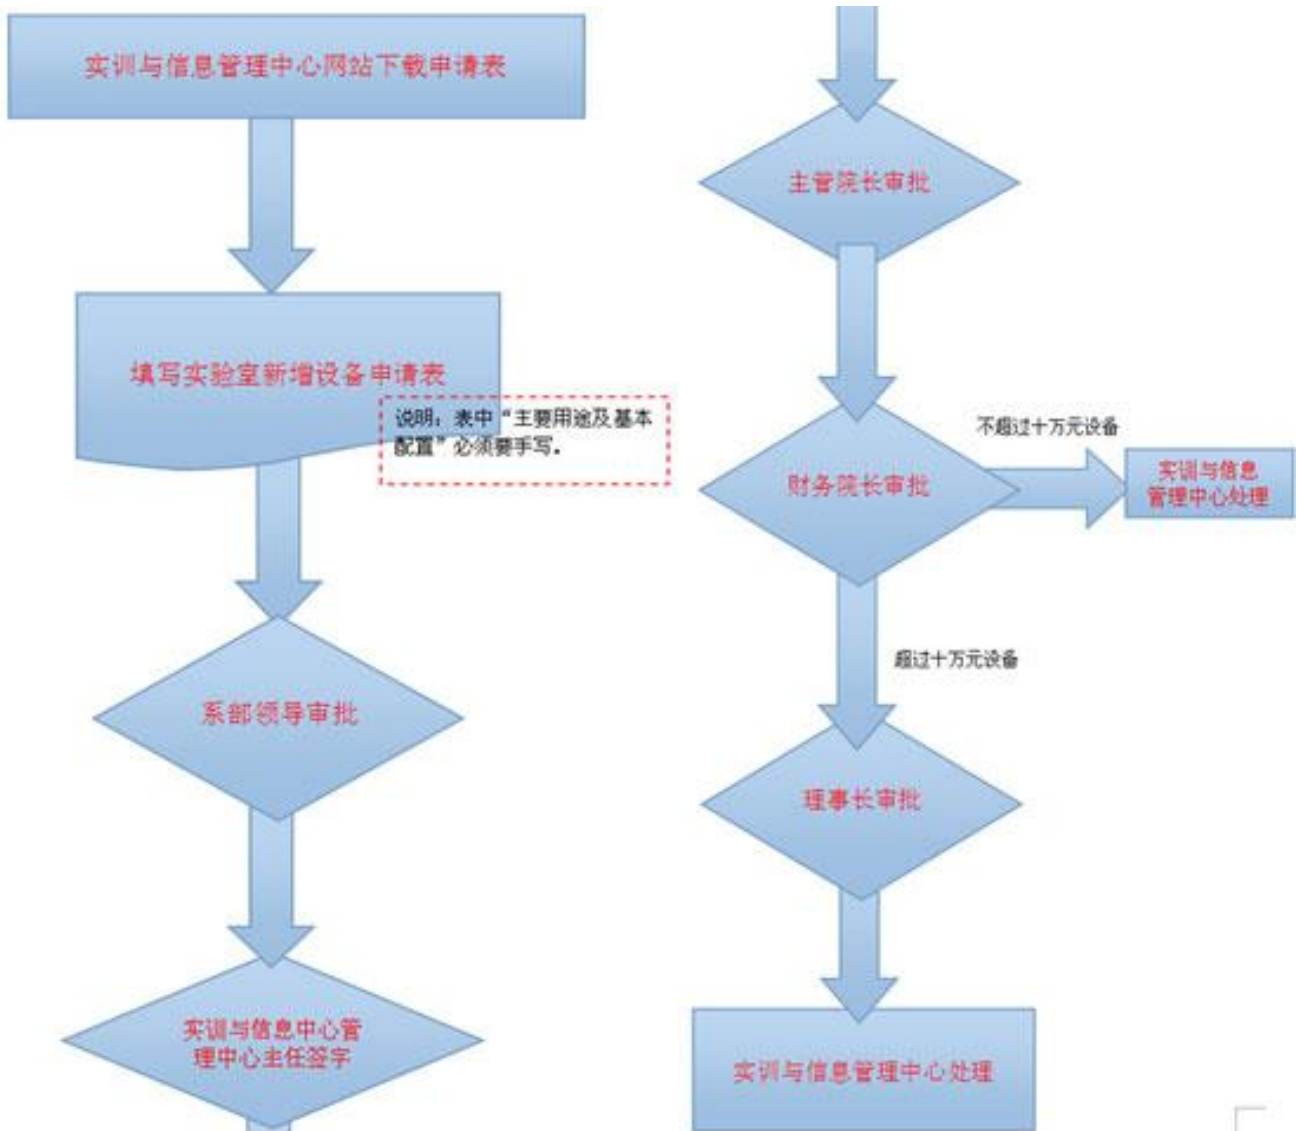 实训与信息管理中心网站下载申请表
填写实验室新增设备申请表
说明：表中“主要用途及基本
配置”必须要手写。
系部领导审批
实训与信息中心管
理中心主任签字
主管院长审批
财务院长审批
不超过十万元设备
实训与信息
管理中心处理
超过十万元设备
理事长审批
实训与信息管理中心处理